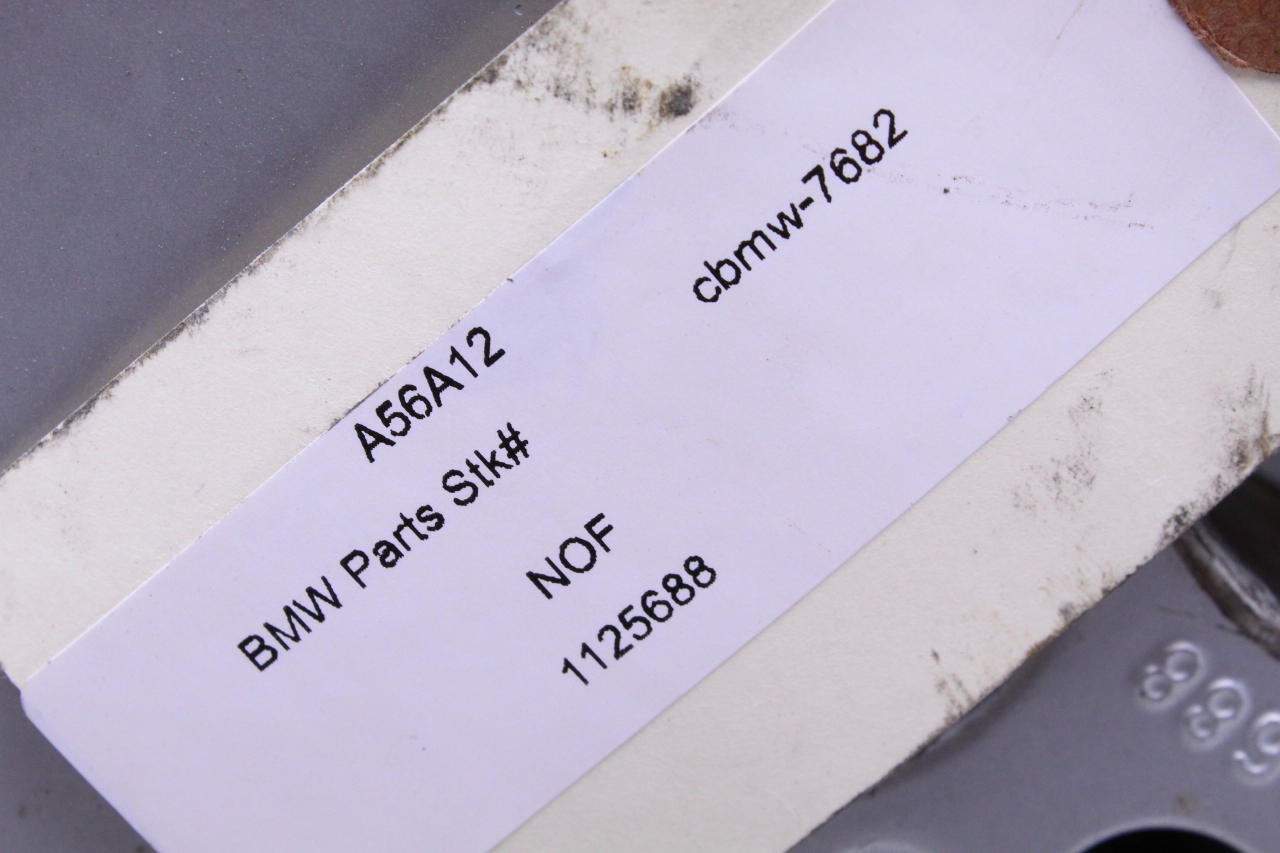 A56A12
cbmw-7682
BMW Parts Stk#
NOF
1125688